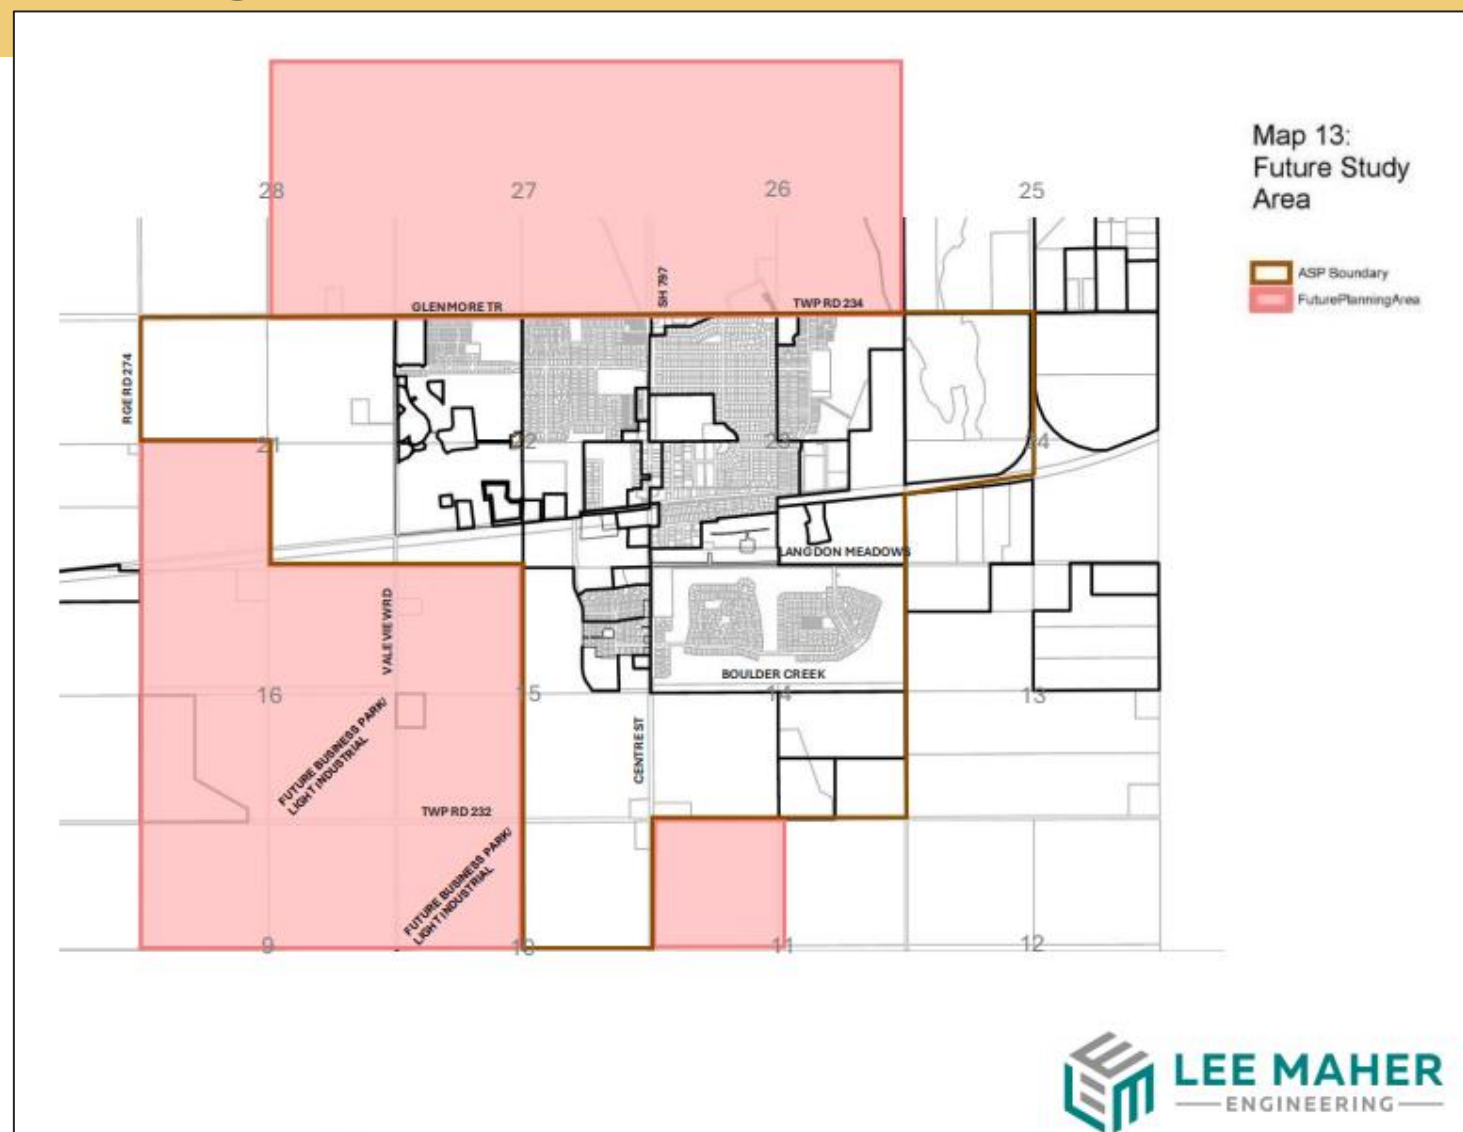 Map 13:
Future Study
Area
ASP Boundary
FuturePlanningArea
28
27
26
25
SH 797
GLENMORE TR
TWP RD 234
RGE RD 274
21
22
23
24
LANGDON MEADOWS
VALE VIEW RD
BOULDER CREEK
16
15
14
13
FUTURE BUSINESS PARK/
LIGHT INDUSTRIAL
CENTRE ST
TWP RD 232
FUTURE BUSINESS PARK/
LIGHT INDUSTRIAL
9
10
11
12
LEE MAHER
ENGINEERING